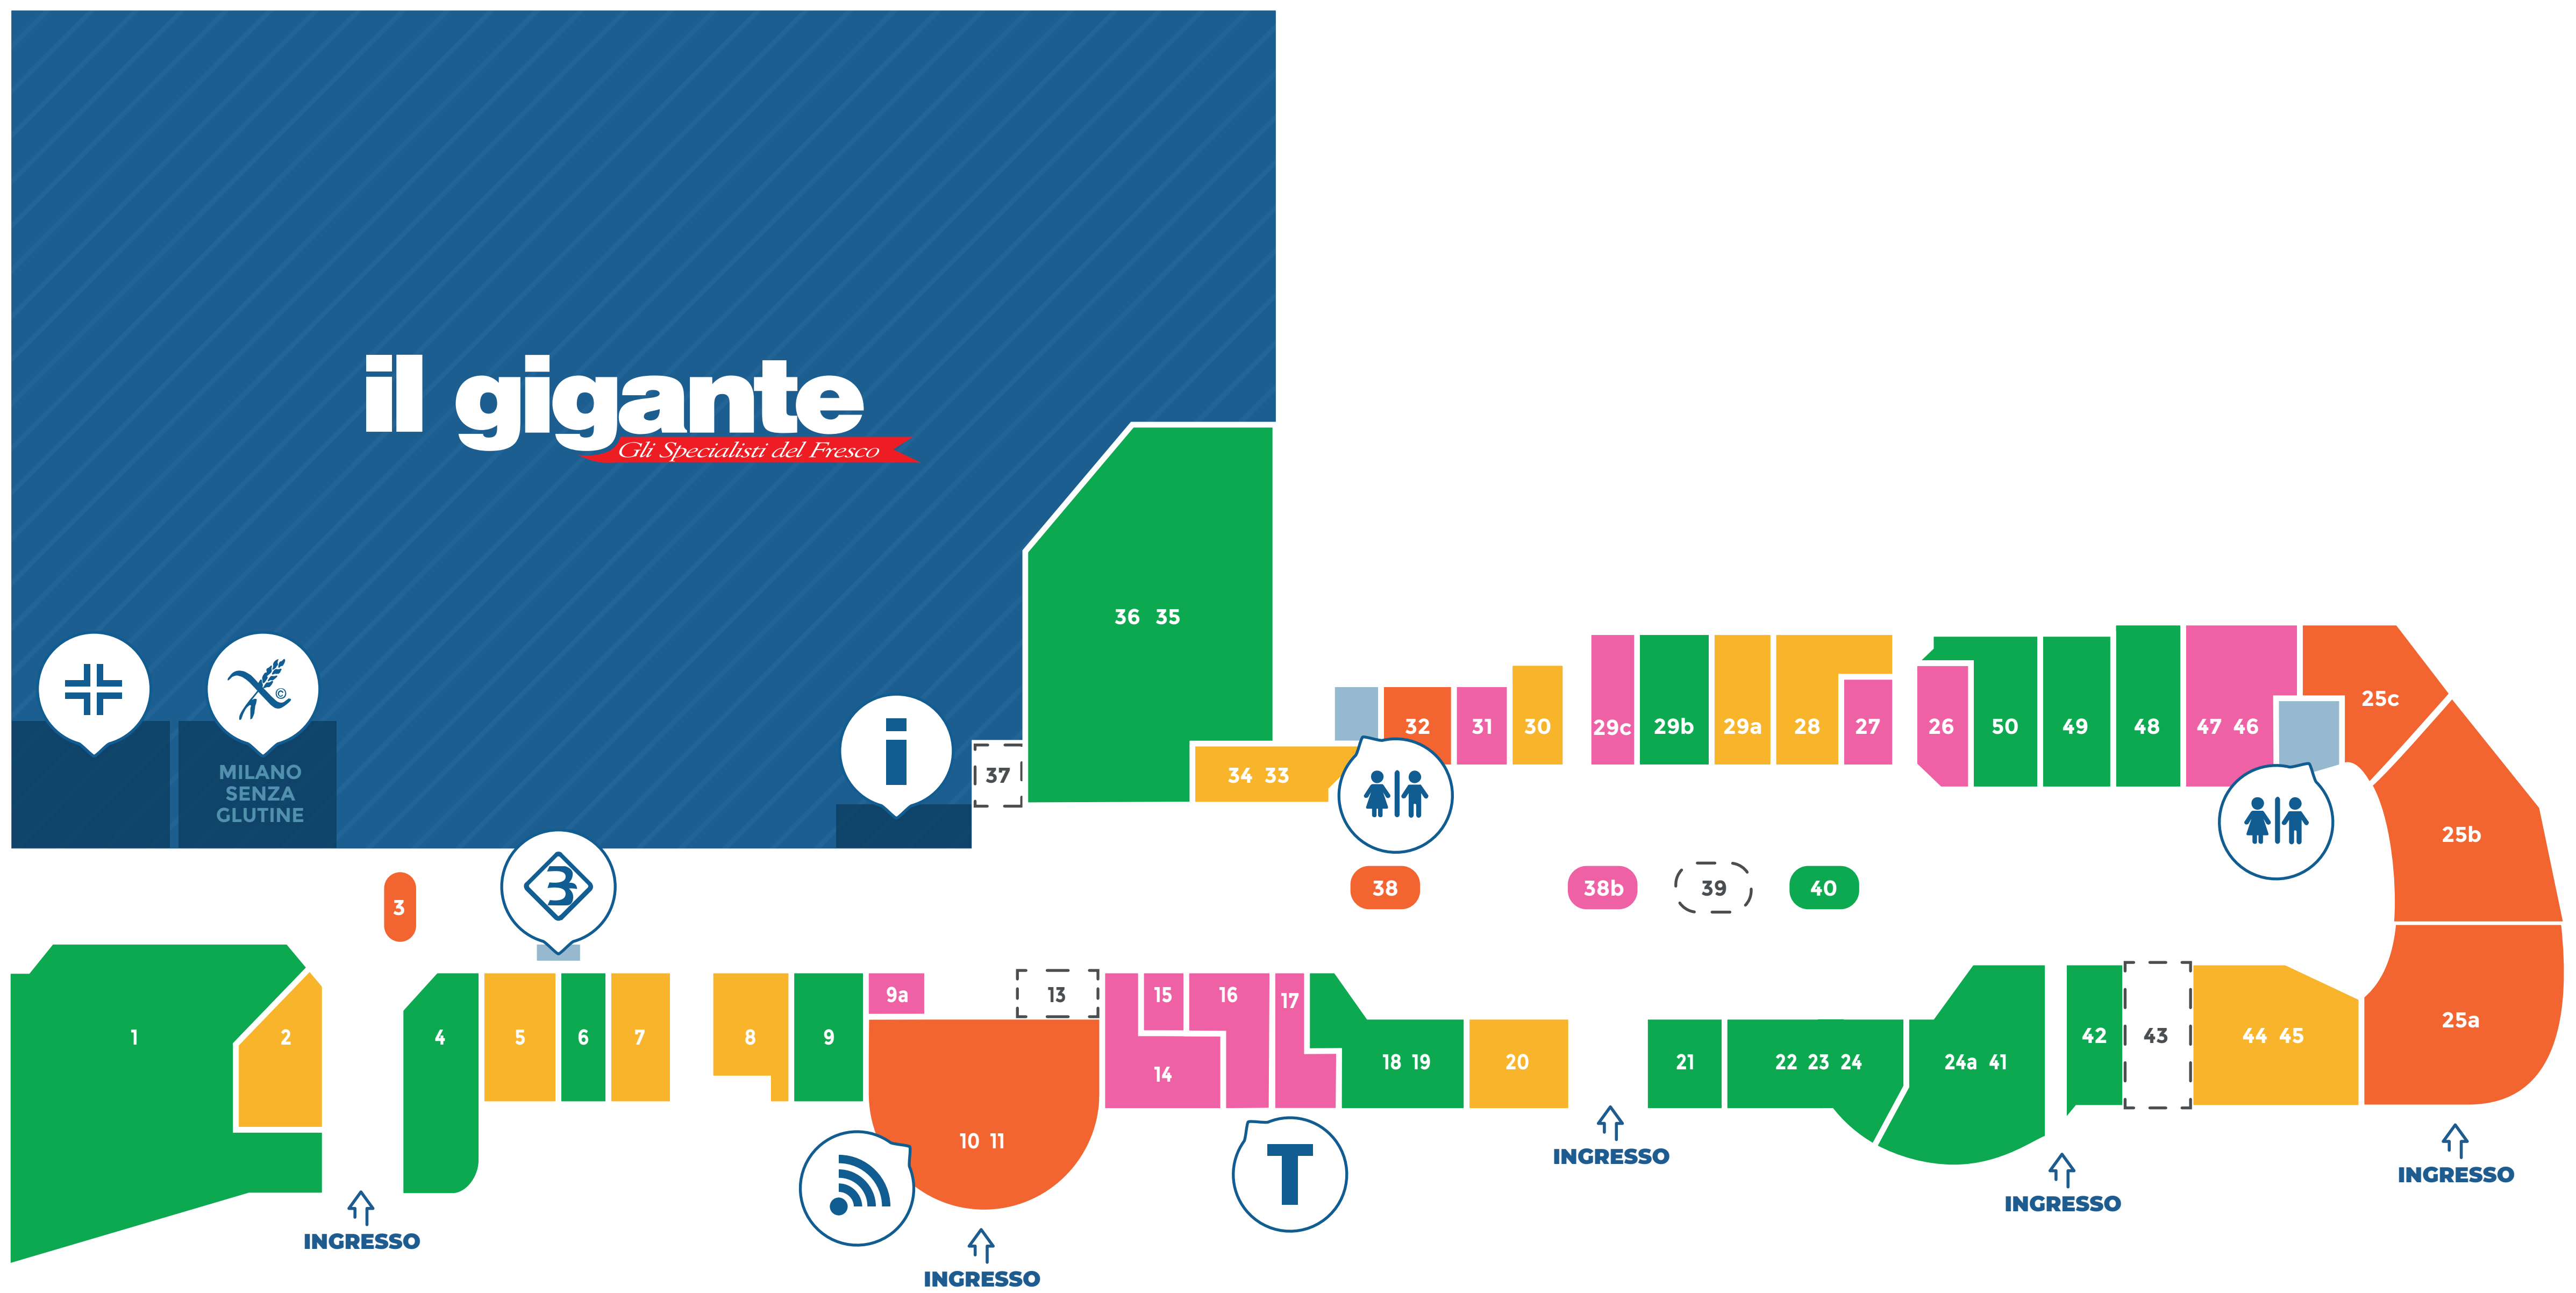 il gigante
Gli Specialisti del Fresco
36 35
MILANO
SENZA
GLUTINE
i
37
34 33
32
31
30
29c
29b
29a
28
27
26
50
49
48
47 46
25c
25b
25a
3
3
38
38b
39
40
1
2
4
5
6
7
8
9
9a
10 11
13
14
15
16
17
18 19
20
21
22 23 24
24a 41
42
43
44 45
T
INGRESSO
INGRESSO
INGRESSO
INGRESSO
INGRESSO
©